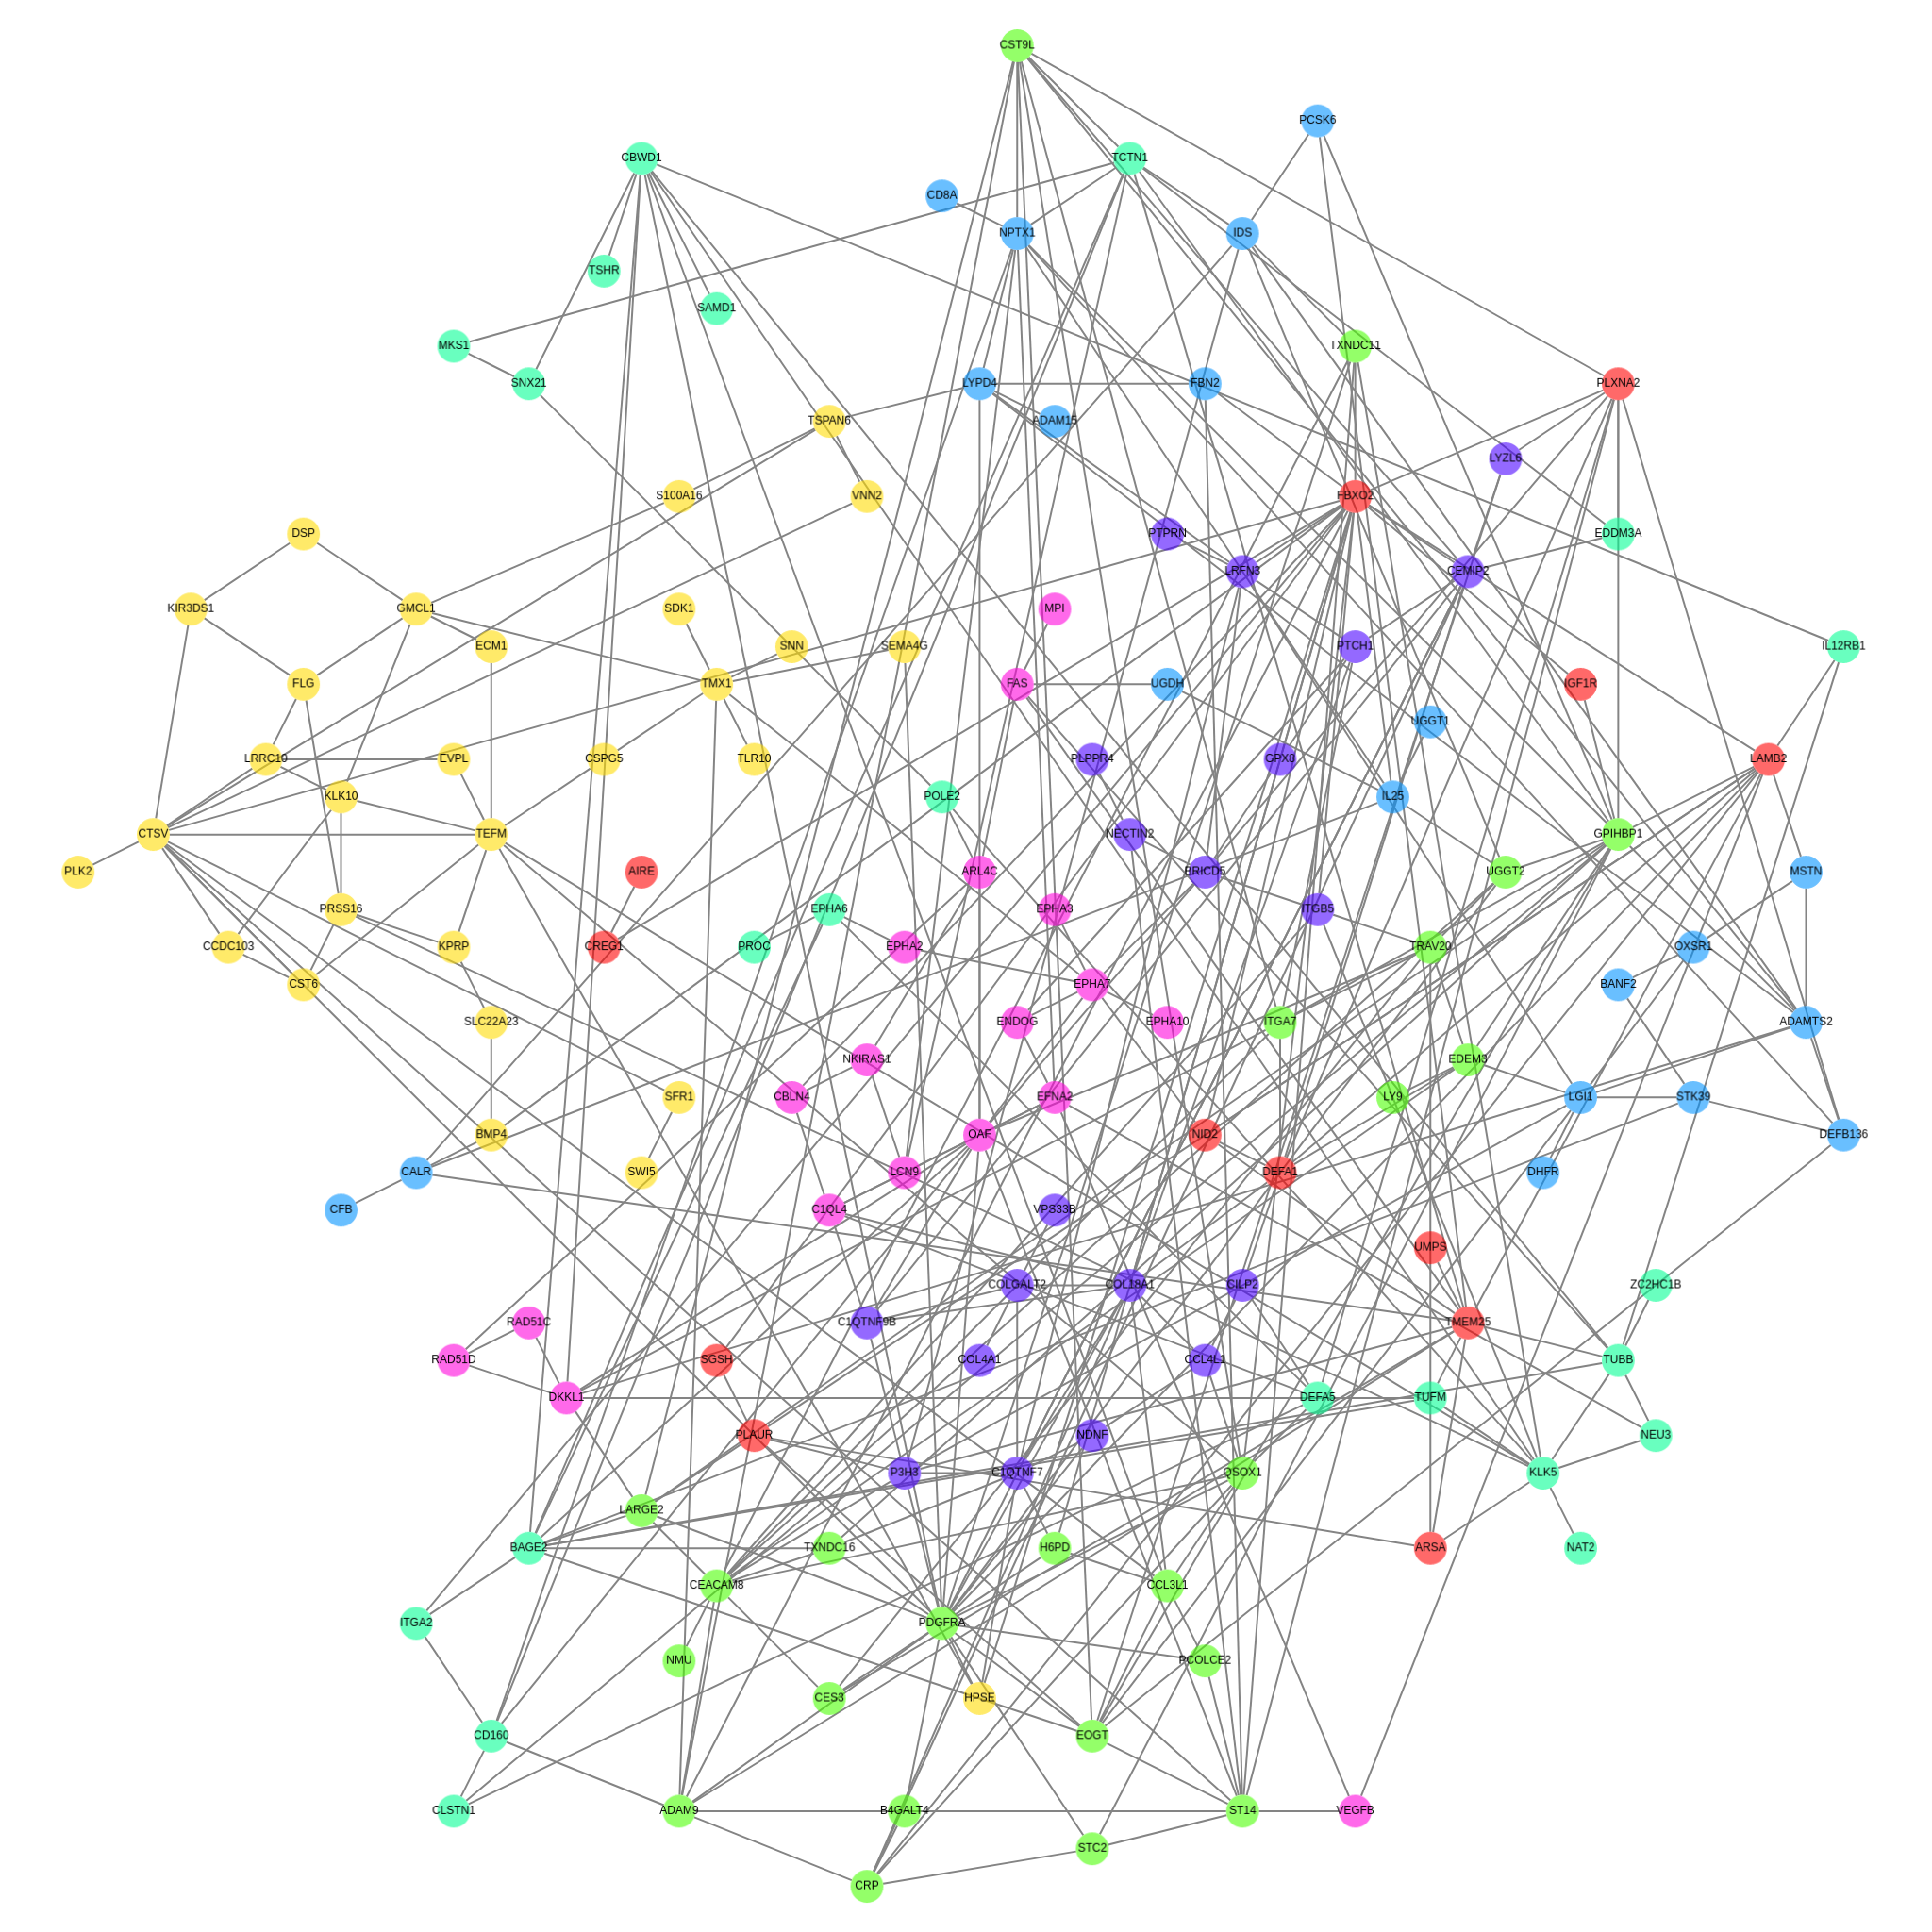 CST9L
PCSK6
CBWD1
TCTN1
CD8A
NPTX1
IDS
TSHR
SAMD1
MKS1
TXNDC11
SNX21
LYPD4
FBN2
PLXNA2
TSPAN6
ADAM15
LYZL6
S100A16
VNN2
FBXO2
DSP
PTPRN
EDDM3A
LRFN3
CEMIP2
KIR3DS1
GMCL1
SDK1
MPI
ECM1
SNN
SEMA4G
PTCH1
IL12RB1
FLG
TMX1
FAS
UGDH
IGF1R
UGGT1
LRRC10
EVPL
CSPG5
TLR10
PLPPR4
GPX8
LAMB2
KLK10
POLE2
IL25
CTSV
TEFM
NECTIN2
GPIHBP1
PLK2
AIRE
ARL4C
BRICD5
UGGT2
MSTN
PRSS16
EPHA6
EPHA3
ITGB5
CCDC103
KPRP
CREG1
PROC
EPHA2
TRAV20
OXSR1
CST6
EPHA7
BANF2
SLC22A23
ENDOG
EPHA10
ITGA7
ADAMTS2
NKIRAS1
EDEM3
SFR1
CBLN4
EFNA2
LY9
LGI1
STK39
BMP4
OAF
NID2
DEFB136
CALR
SWI5
LCN9
DEFA1
DHFR
CFB
C1QL4
VPS33B
UMPS
COLGALT2
COL18A1
CILP2
ZC2HC1B
RAD51C
C1QTNF9B
TMEM25
RAD51D
SGSH
COL4A1
CCL4L1
TUBB
DKKL1
DEFA5
TUFM
PLAUR
NDNF
NEU3
P3H3
C1QTNF7
QSOX1
KLK5
LARGE2
BAGE2
TXNDC16
H6PD
ARSA
NAT2
CEACAM8
CCL3L1
ITGA2
PDGFRA
NMU
PCOLCE2
CES3
HPSE
CD160
EOGT
CLSTN1
ADAM9
B4GALT4
ST14
VEGFB
STC2
CRP